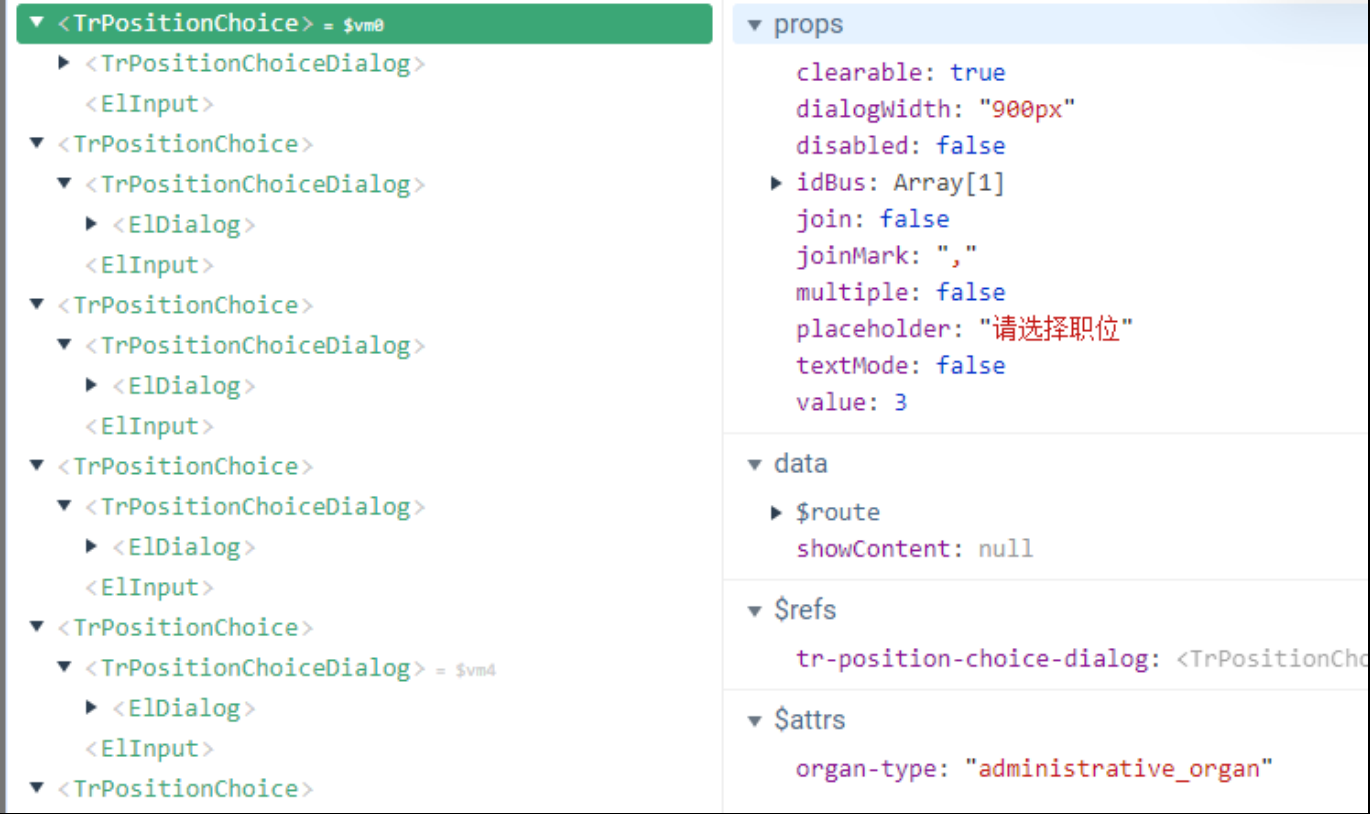 ▼ <TrPositionChoice> = $vm0
▶ <TrPositionChoiceDialog>
<ElInput>
▼ <TrPositionChoice>
▼ <TrPositionChoiceDialog>
▶ <ElDialog>
<ElInput>
▼ <TrPositionChoice>
▼ <TrPositionChoiceDialog>
▶ <ElDialog>
<ElInput>
▼ <TrPositionChoice>
▼ <TrPositionChoiceDialog>
▶ <ElDialog>
<ElInput>
▼ <TrPositionChoice>
▼ <TrPositionChoiceDialog> = $vm4
▶ <ElDialog>
<ElInput>
▼ <TrPositionChoice>
▼ props
clearable: true
dialogWidth: "900px"
disabled: false
▶ idBus: Array[1]
join: false
joinMark: ","
multiple: false
placeholder: "请选择职位"
textMode: false
value: 3
▼ data
▶ $route
showContent: null
▼ $refs
tr-position-choice-dialog: <TrPositionCho
▼ $attrs
organ-type: "administrative_organ"